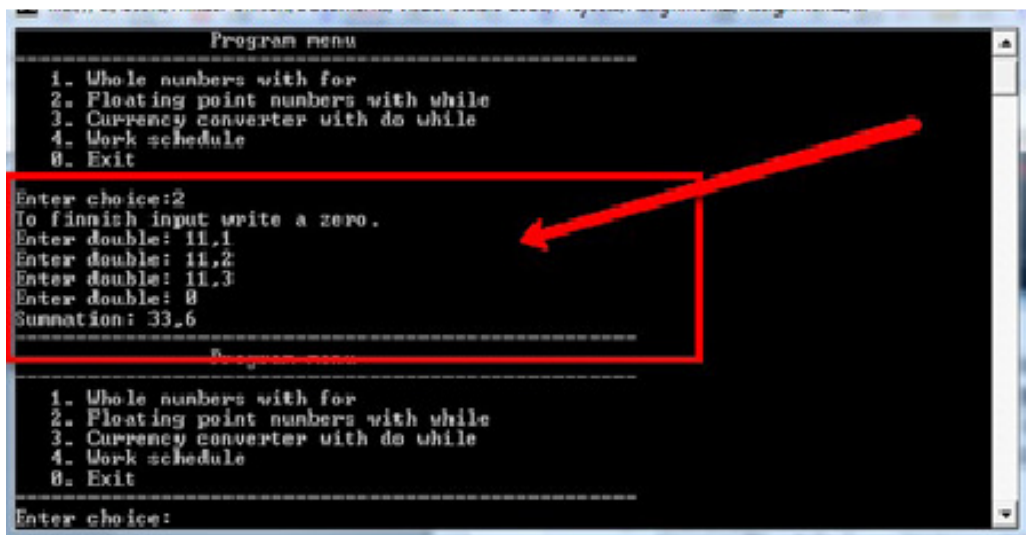 Program menu
1. Whole numbers with for
2. Floating point numbers with while
3. Currency converter with do while
4. Work schedule
0. Exit
Enter choice:2
To finnish input write a zero.
Enter double: 11,1
Enter double: 11,2
Enter double: 11,3
Enter double: 0
Summation: 33,6
Program menu
1. Whole numbers with for
2. Floating point numbers with while
3. Currency converter with do while
4. Work schedule
0. Exit
Enter choice: